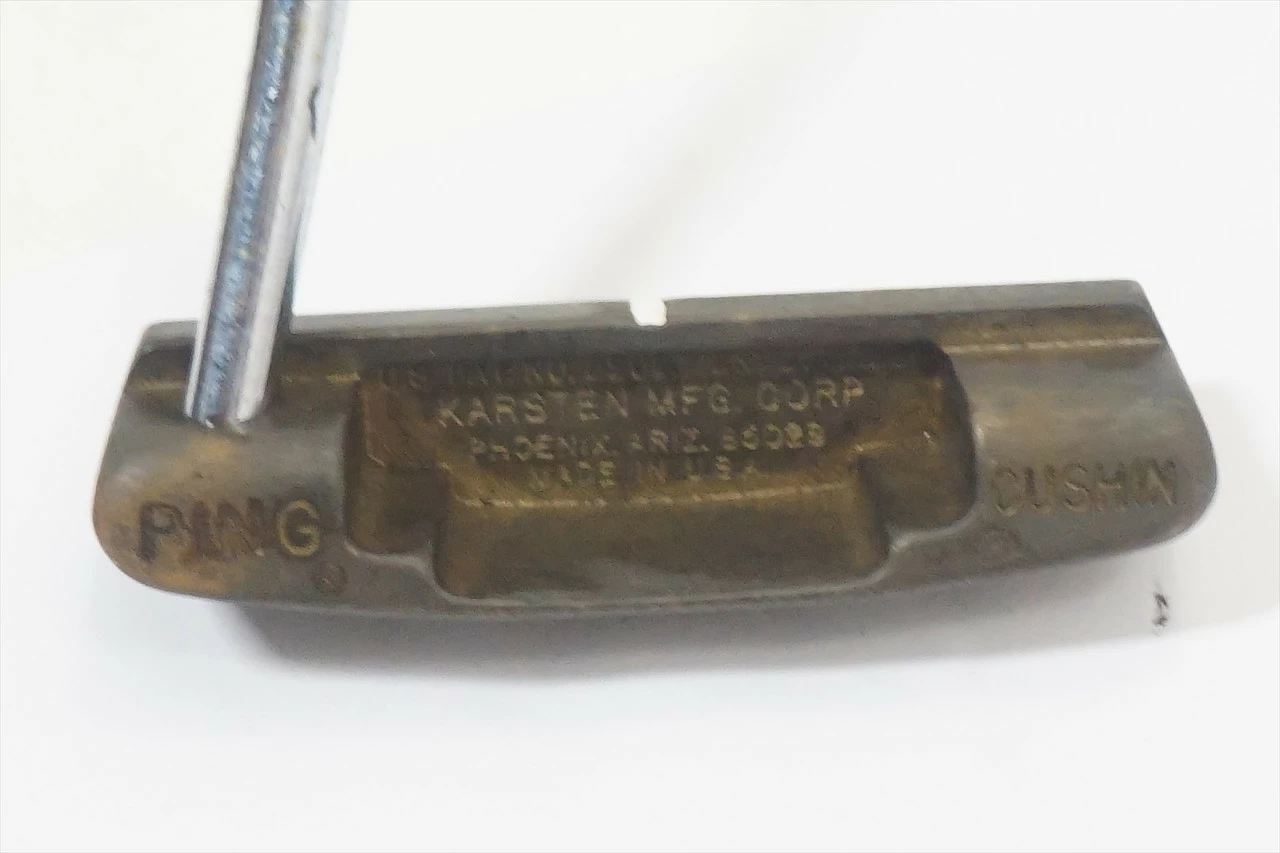 KARSTEN MFG. CORP
PHOENIX, ARIZ. 85029
MADE IN U.S.A.
PING
CUSHIN